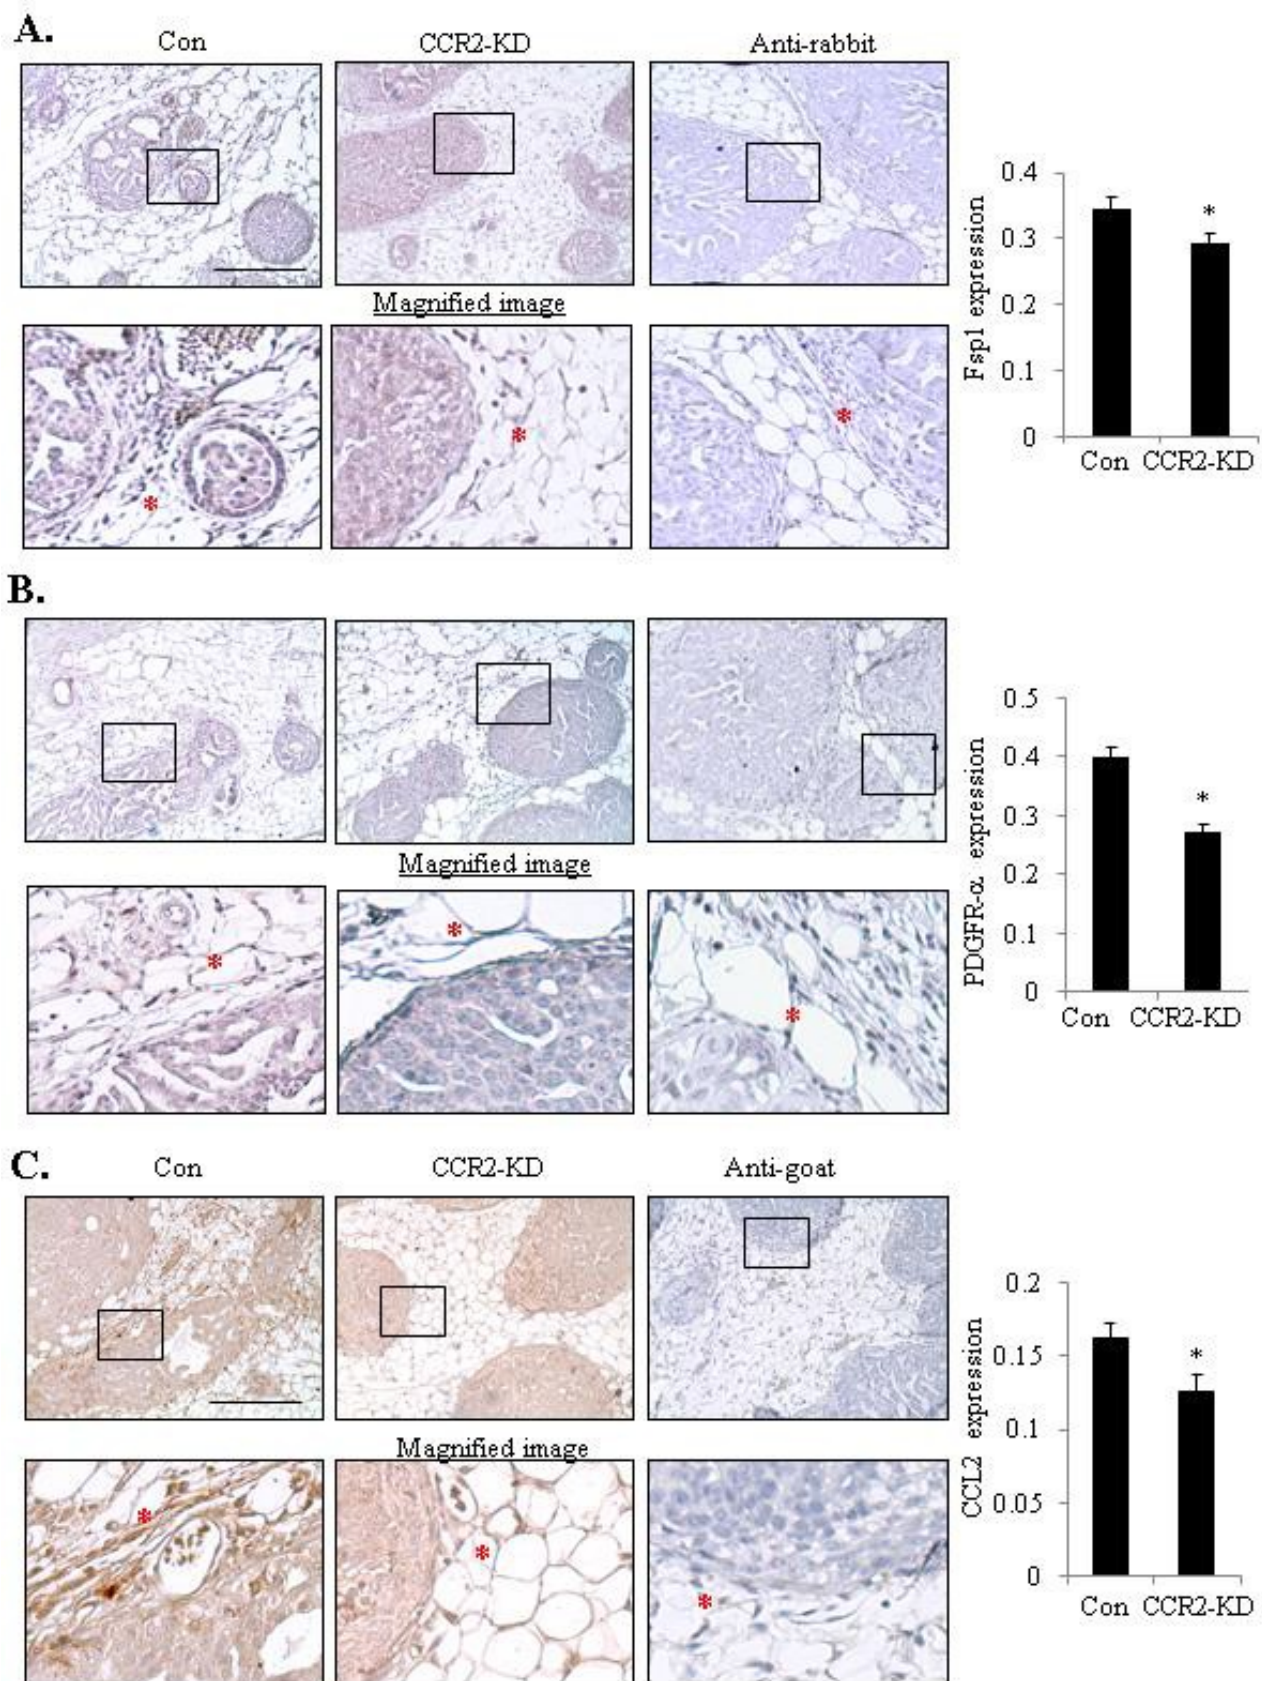 A.
Con CCR2-KD Anti-rabbit
Magnified image
Fsp1 expression
0.4
0.3
0.2
0.1
0
Con CCR2-KD
*
B.
Magnified image
PDGFR-α expression
0.5
0.4
0.3
0.2
0.1
0
Con CCR2-KD
*
C.
Con CCR2-KD Anti-goat
Magnified image
CCL2 expression
0.2
0.15
0.1
0.05
0
Con CCR2-KD
*